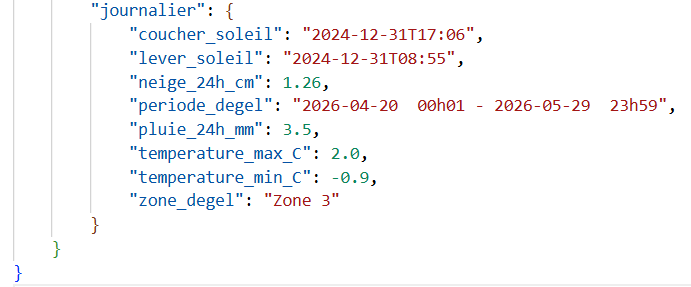 "journalier": {
"coucher_soleil": "2024-12-31T17:06",
"lever_soleil": "2024-12-31T08:55",
"neige_24h_cm": 1.26,
"periode_degel": "2026-04-20  00h01 - 2026-05-29  23h59",
"pluie_24h_mm": 3.5,
"temperature_max_C": 2.0,
"temperature_min_C": -0.9,
"zone_degel": "Zone 3"
}
}
}